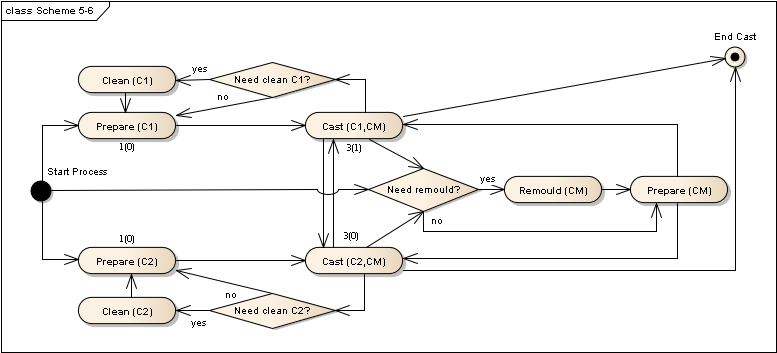 class Scheme 5-6
End Cast
Clean (C1)
yes
Need clean C1?
no
Prepare (C1)
Cast (C1,CM)
1(0)
3(1)
Start Process
Need remould?
yes
Remould (CM)
Prepare (CM)
no
1(0)
3(0)
Prepare (C2)
Cast (C2,CM)
no
Clean (C2)
Need clean C2?
yes